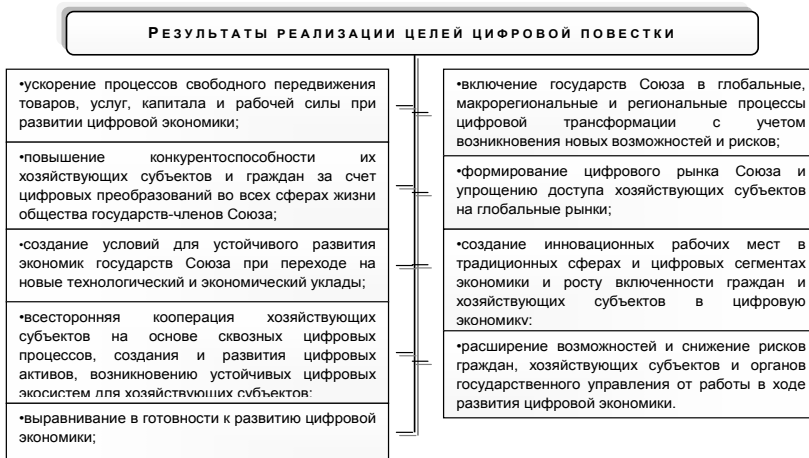 РЕЗУЛЬТАТЫ РЕАЛИЗАЦИИ ЦЕЛЕЙ ЦИФРОВОЙ ПОВЕСТКИ
•ускорение процессов свободного передвижения
товаров, услуг, капитала и рабочей силы при
развитии цифровой экономики;
•повышение конкурентоспособности их
хозяйствующих субъектов и граждан за счет
цифровых преобразований во всех сферах жизни
общества государств-членов Союза;
•создание условий для устойчивого развития
экономик государств Союза при переходе на
новые технологический и экономический уклады;
•всесторонняя кооперация хозяйствующих
субъектов на основе сквозных цифровых
процессов, создания и развития цифровых
активов, возникновению устойчивых цифровых
экосистем для хозяйствующих субъектов;
•выравнивание в готовности к развитию цифровой
экономики;
•включение государств Союза в глобальные,
макрорегиональные и региональные процессы
цифровой трансформации с учетом
возникновения новых возможностей и рисков;
•формирование цифрового рынка Союза и
упрощению доступа хозяйствующих субъектов
на глобальные рынки;
•создание инновационных рабочих мест в
традиционных сферах и цифровых сегментах
экономики и росту включенности граждан и
хозяйствующих субъектов в цифровую
экономику;
•расширение возможностей и снижение рисков
граждан, хозяйствующих субъектов и органов
государственного управления от работы в ходе
развития цифровой экономики.